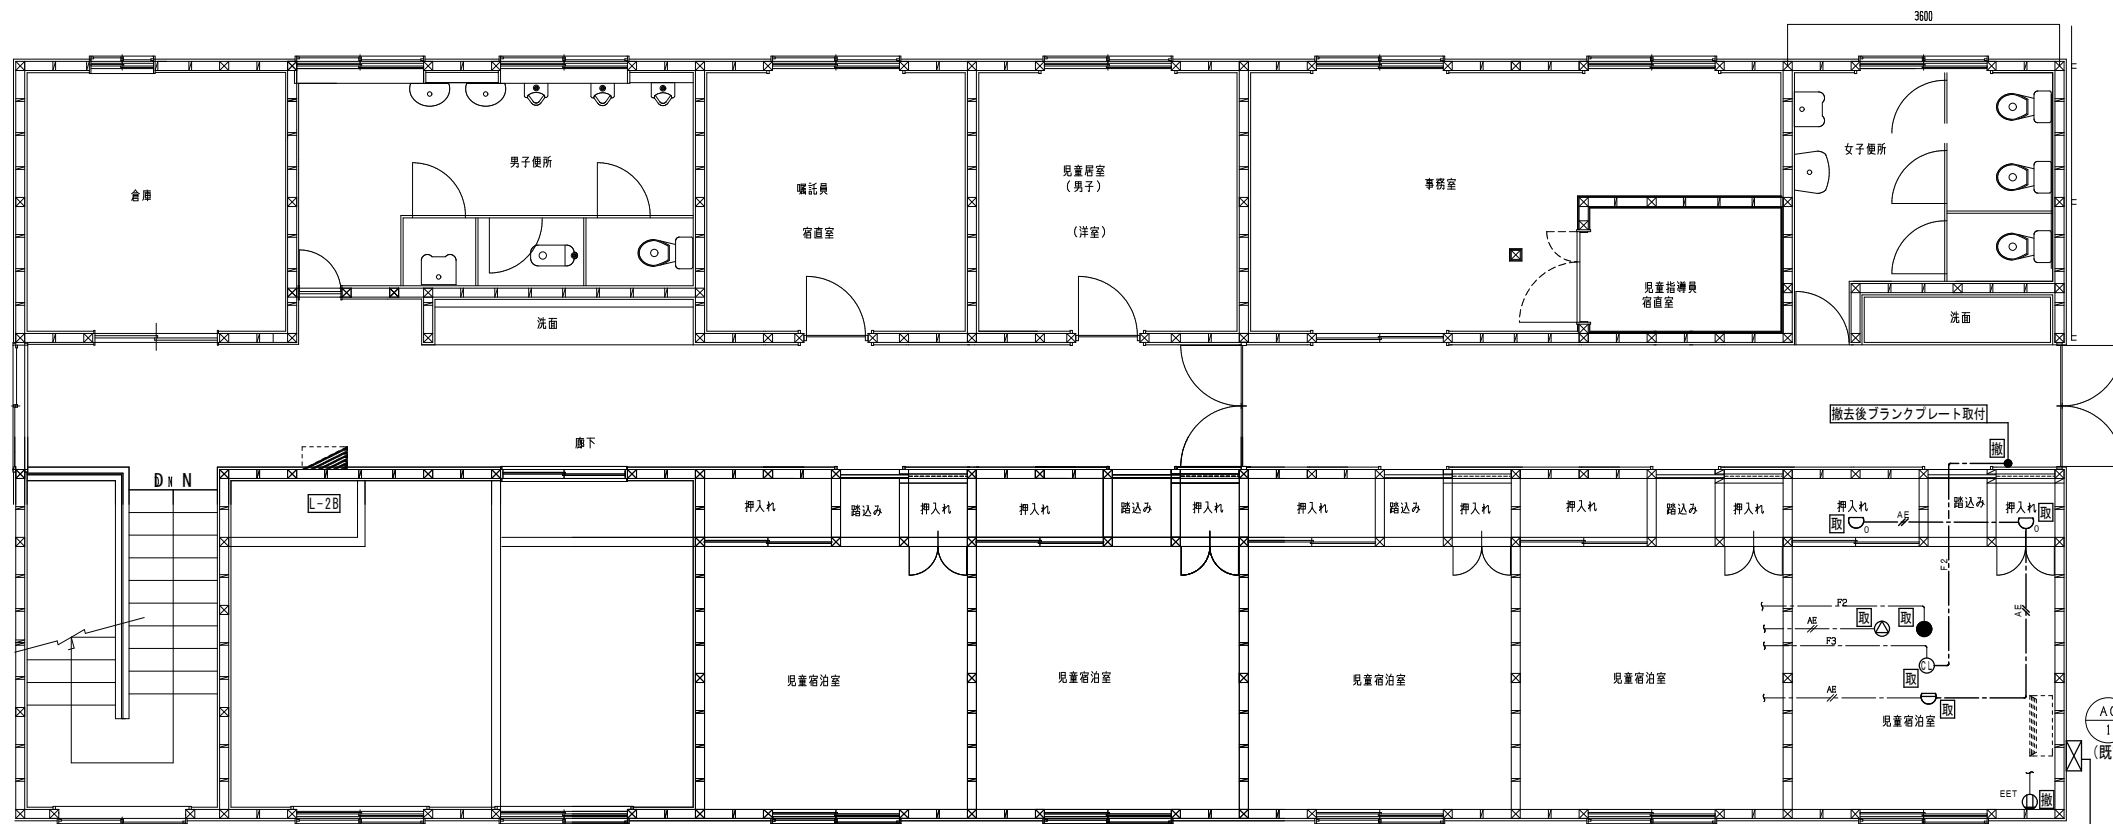 3600
倉庫
男子便所
嘱託員
宿直室
児童居室
(男子)
(洋室)
事務室
児童指導員
宿直室
女子便所
洗面
洗面
撤去後ブランクプレート取付
撤
廊下
L-2B
押入れ
踏込み
押入れ
押入れ
踏込み
押入れ
押入れ
踏込み
押入れ
押入れ
踏込み
押入れ
押入れ
踏込み
押入れ
取
AE
取
F2
AE
F2
取
取
AE
F3
CL
取
AE
取
児童宿泊室
児童宿泊室
児童宿泊室
児童宿泊室
児童宿泊室
1
(既
EET
撤